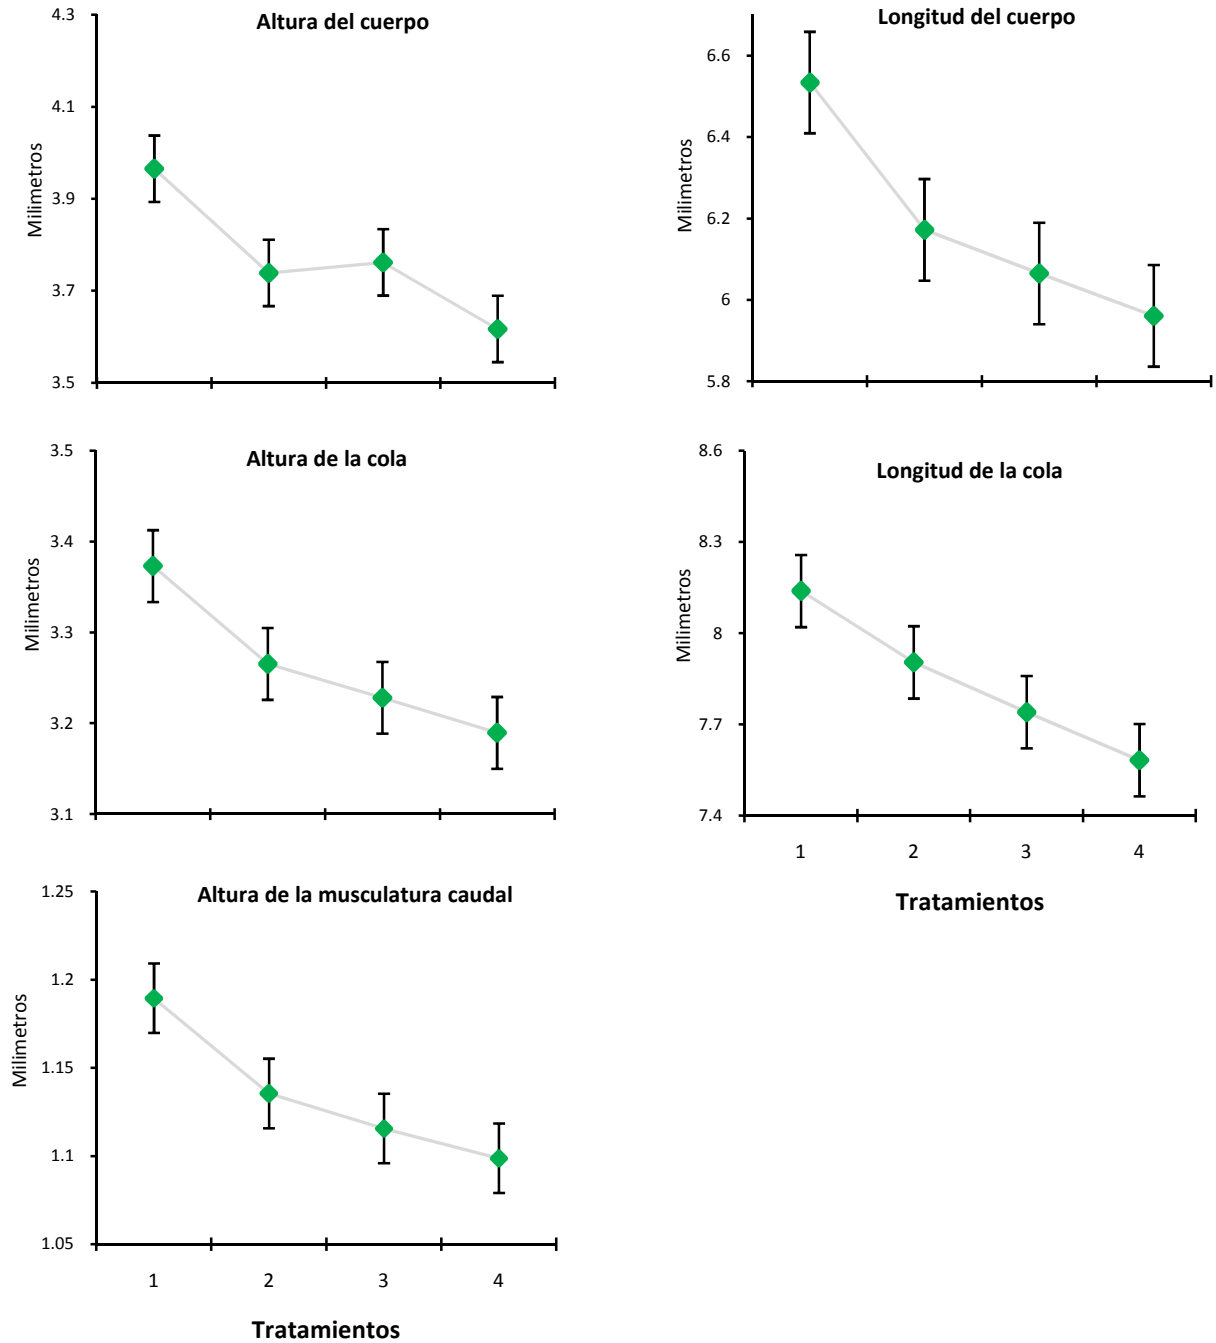 Altura del cuerpo
Milimetros
4.3
4.1
3.9
3.7
3.5
Longitud del cuerpo
Milimetros
6.6
6.4
6.2
6
5.8
Altura de la cola
Milimetros
3.5
3.4
3.3
3.2
3.1
Longitud de la cola
Milimetros
8.6
8.3
8
7.7
7.4
1 2 3 4
Tratamientos
Altura de la musculatura caudal
Milimetros
1.25
1.2
1.15
1.1
1.05
1 2 3 4
Tratamientos